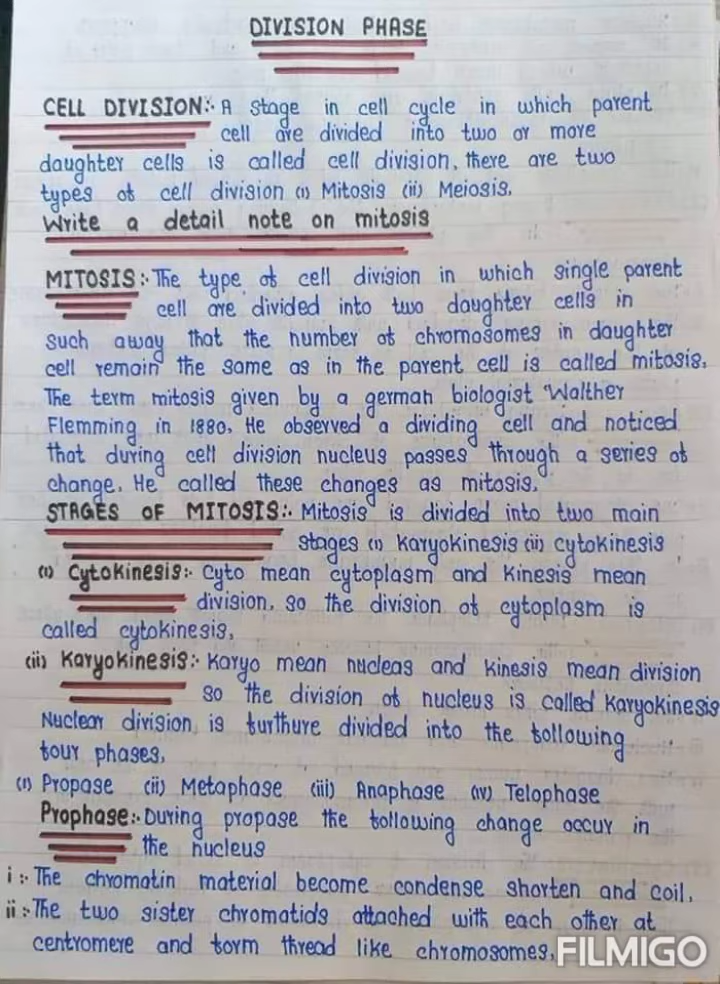 DIVISION PHASE
CELL DIVISION:- A stage in cell cycle in which parent
cell are divided into two or more
daughter cells is called cell division, there are two
types of cell division (i) Mitosis (ii) Meiosis.
Write a detail note on mitosis
MITOSIS:- The type of cell division in which single parent
cell are divided into two daughter cells in
such away that the number of chromosomes in daughter
cell remain the same as in the parent cell is called mitosis.
The term mitosis given by a german biologist Walther
Flemming in 1880. He observed a dividing cell and noticed
that during cell division nucleus passes through a series of
change. He called these changes as mitosis.
STAGES OF MITOSIS:- Mitosis is divided into two main
stages (i) Karyokinesis (ii) cytokinesis
(i) Cytokinesis:- Cyto mean cytoplasm and Kinesis mean
division, so the division of cytoplasm is
called cytokinesis,
(ii) Karyokinesis:- Karyo mean nucleas and kinesis mean division
so the division of nucleus is called Karyokinesis
Nuclear division is furthure divided into the following
four phases.
(i) Propase (ii) Metaphase (iii) Anaphase (iv) Telophase
Prophase:- During propase the following change occur in
the nucleus
i :- The chromatin material become condense shorten and coil.
ii :- The two sister chromatids attached with each other at
centromere and form thread like chromosomes.
FILMIGO